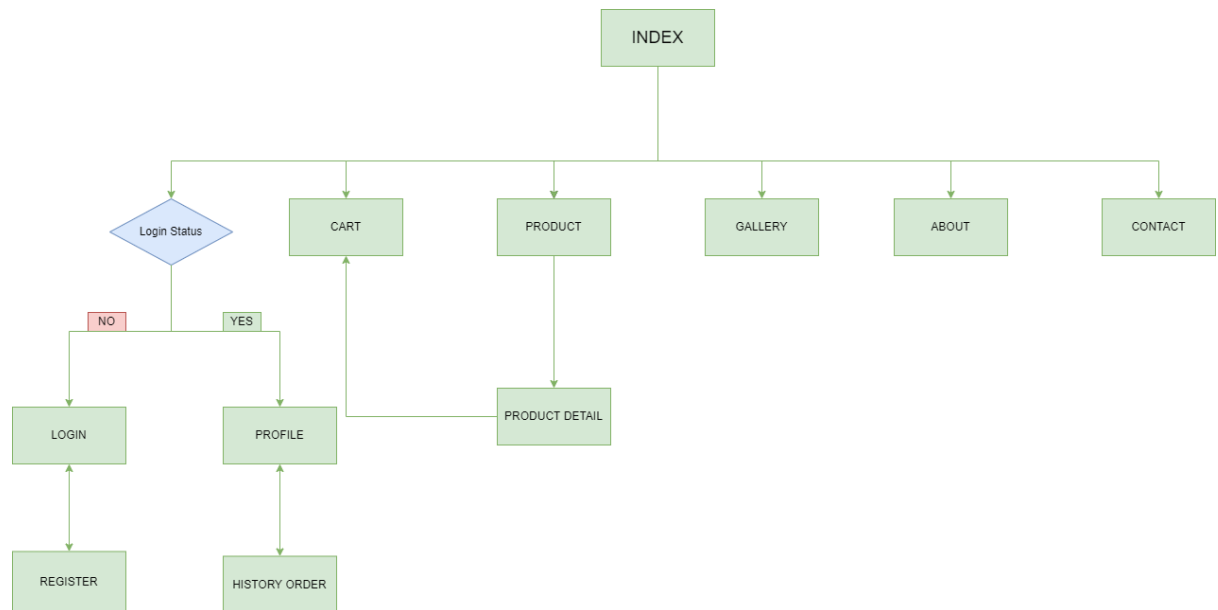 INDEX
Login Status
CART
PRODUCT
GALLERY
ABOUT
CONTACT
NO
YES
LOGIN
PROFILE
PRODUCT DETAIL
REGISTER
HISTORY ORDER